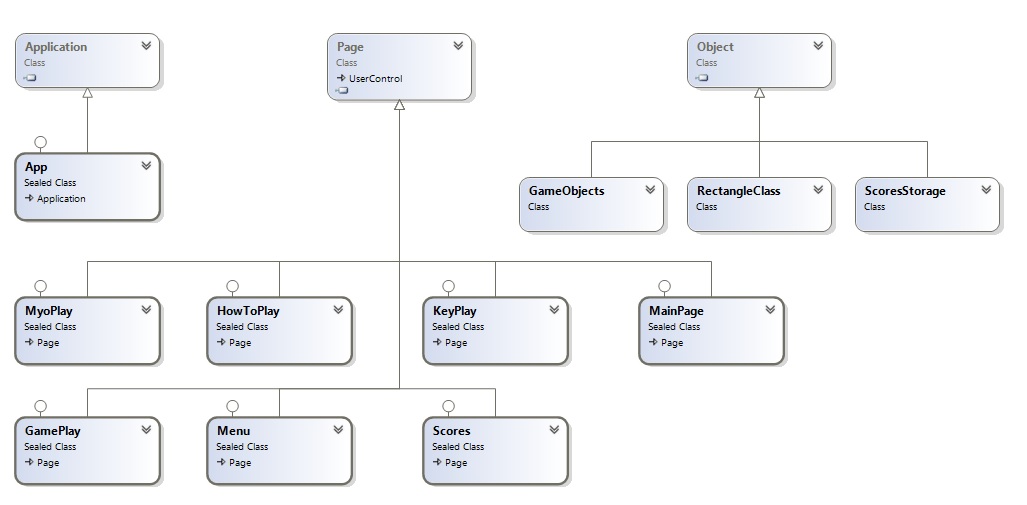 Application
Class
Page
Class
UserControl
Object
Class
App
Sealed Class
Application
GameObjects
Class
RectangleClass
Class
ScoresStorage
Class
MyoPlay
Sealed Class
Page
HowToPlay
Sealed Class
Page
KeyPlay
Sealed Class
Page
MainPage
Sealed Class
Page
GamePlay
Sealed Class
Page
Menu
Sealed Class
Page
Scores
Sealed Class
Page